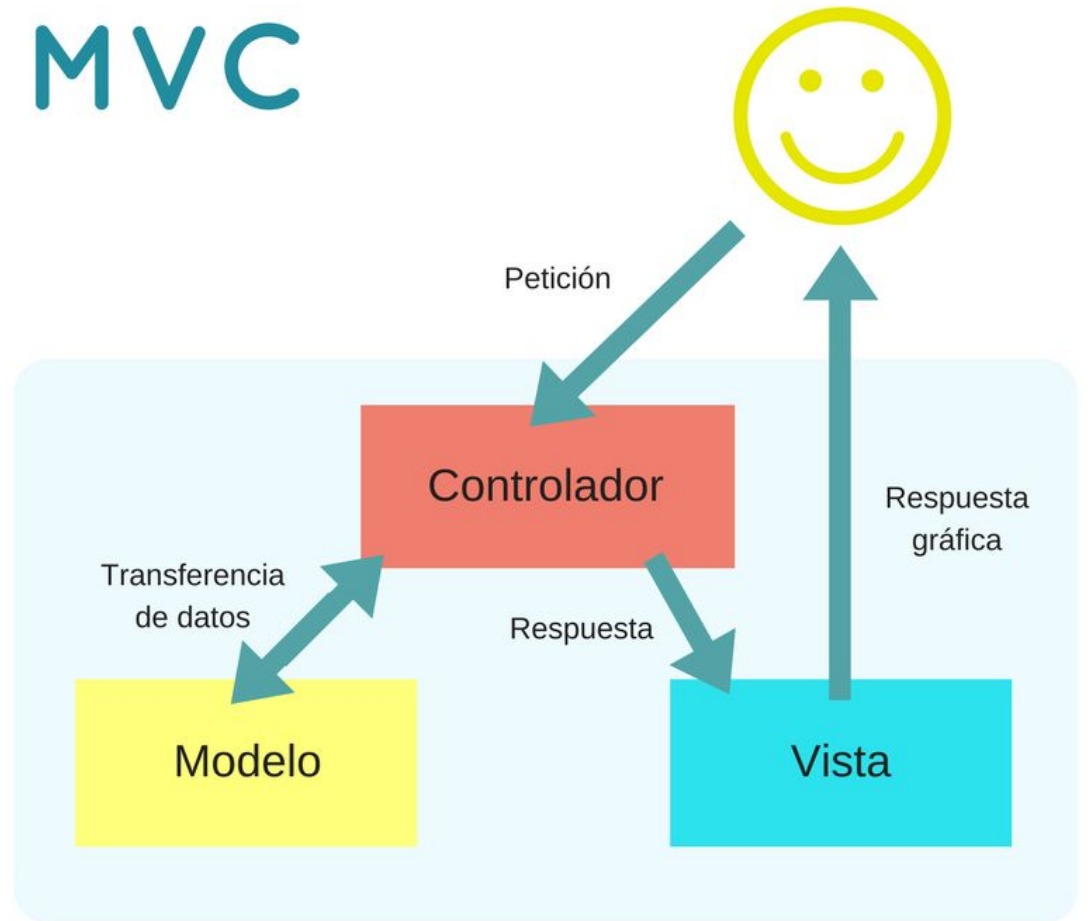 MVC
Petición
Controlador
Respuesta
gráfica
Transferencia
de datos
Respuesta
Modelo
Vista